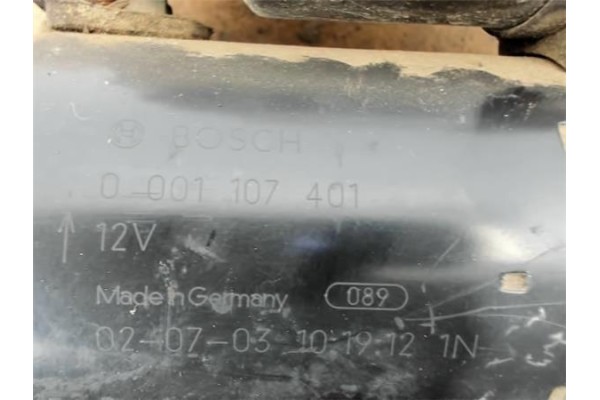 BOSCH
0 001 107 401
12V
Made in Germany 089
02-07-03 10:19:12 1N